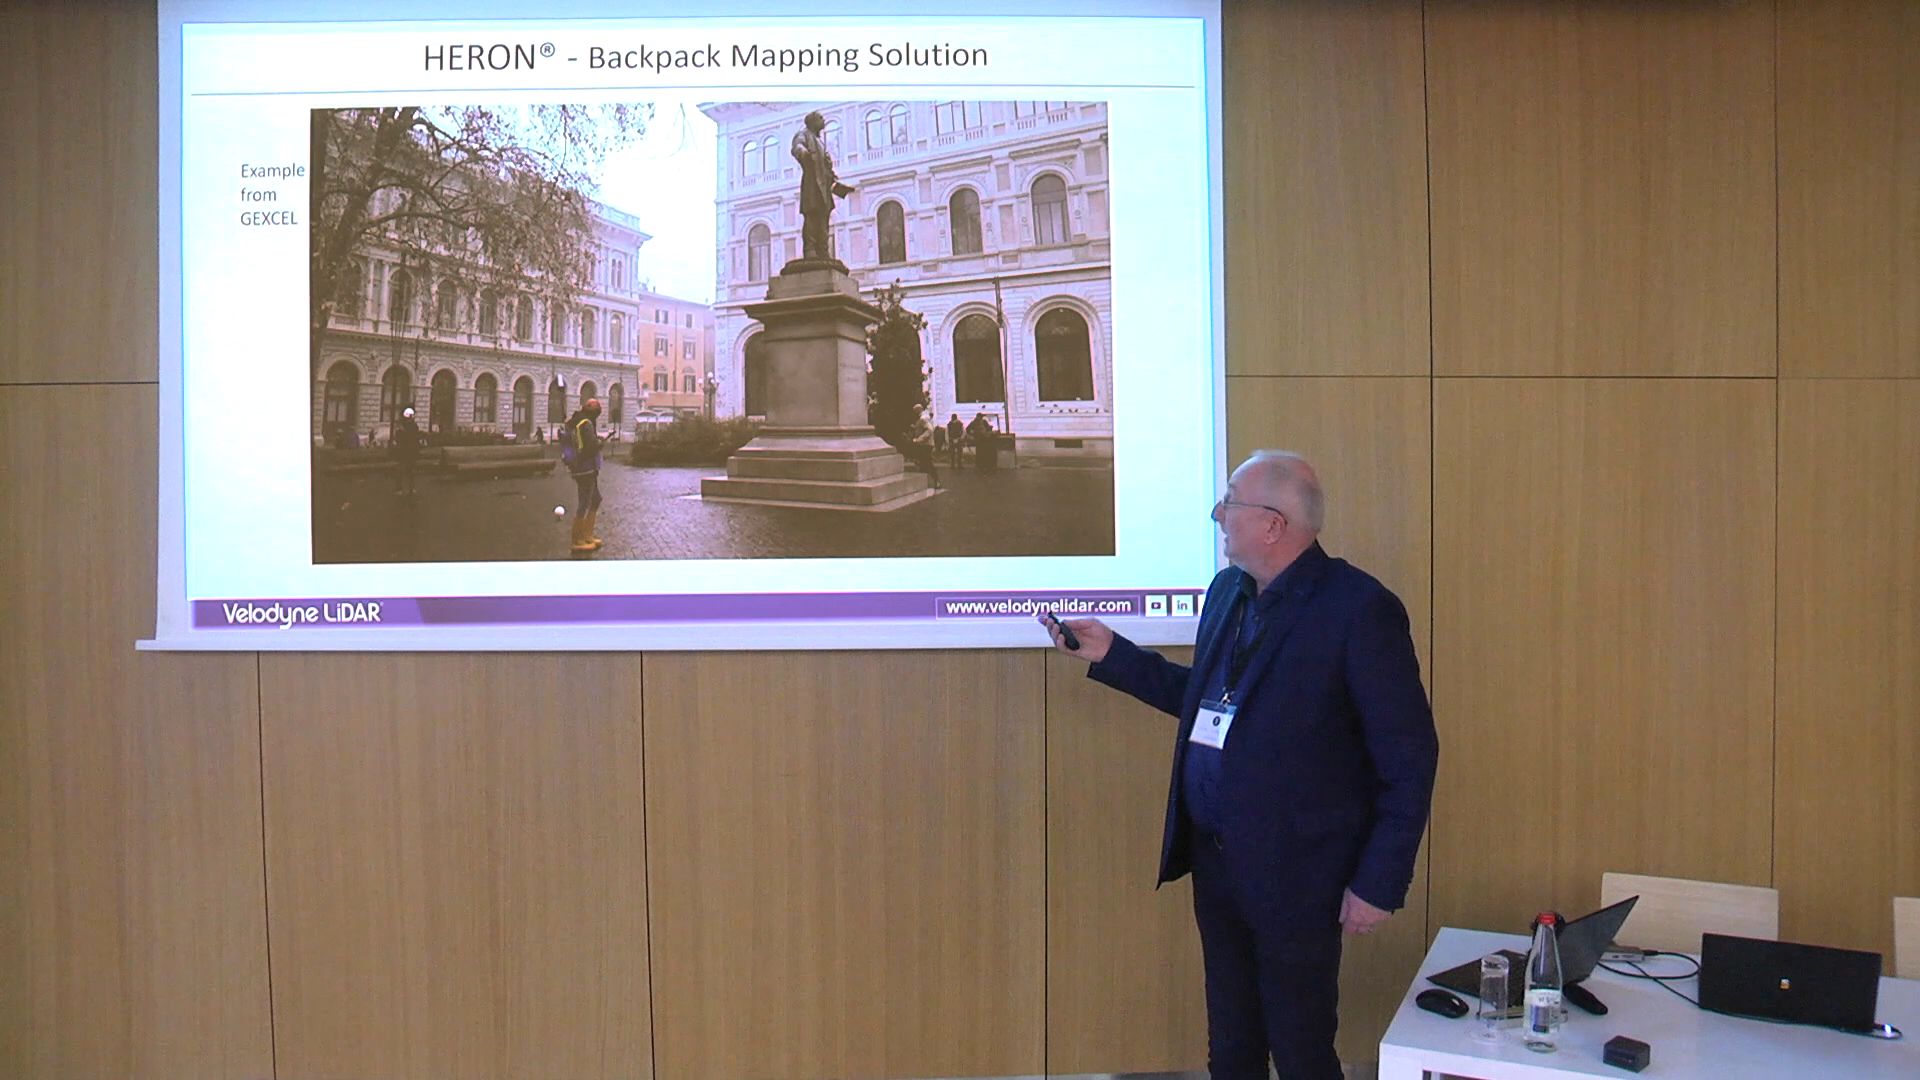 HERON® - Backpack Mapping Solution
Example
from
GEXCEL
Velodyne LiDAR
www.velodynelidar.com
in